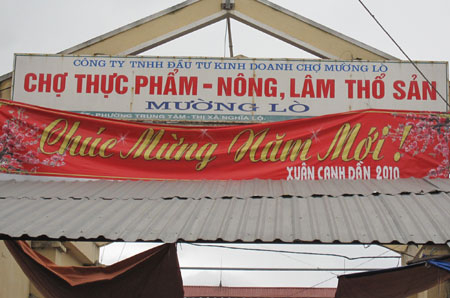 CÔNG TY TNHH ĐẦU TƯ KINH DOANH CHỢ MƯỜNG LÒ
CHỢ THỰC PHẨM - NÔNG, LÂM THỔ SẢN
MƯỜNG LÒ
PHƯỜNG TRUNG TÂM - THỊ XÃ NGHĨA LỘ
Chúc Mừng Năm Mới !
XUÂN CANH DẦN 2010